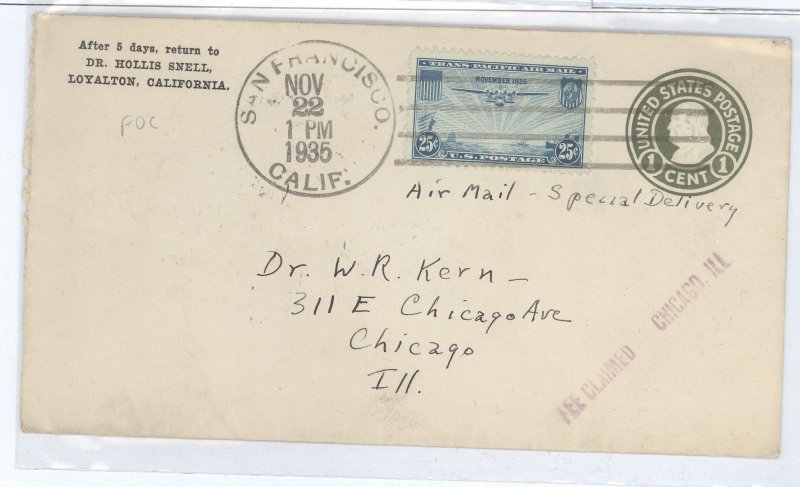 After 5 days, return to
DR. HOLLIS SNELL,
LOYALTON, CALIFORNIA.
FDC
SAN FRANCISCO.
NOV
22
1 PM
1935
CALIF.
TRANS-PACIFIC AIR MAIL
NOVEMBER 1935
25¢ U.S. POSTAGE 25¢
UNITED STATES POSTAGE
1 CENT 1
Air Mail - Special Delivery
Dr. W. R. Kern -
311 E Chicago Ave
Chicago
Ill.
FEE CLAIMED CHICAGO, ILL.